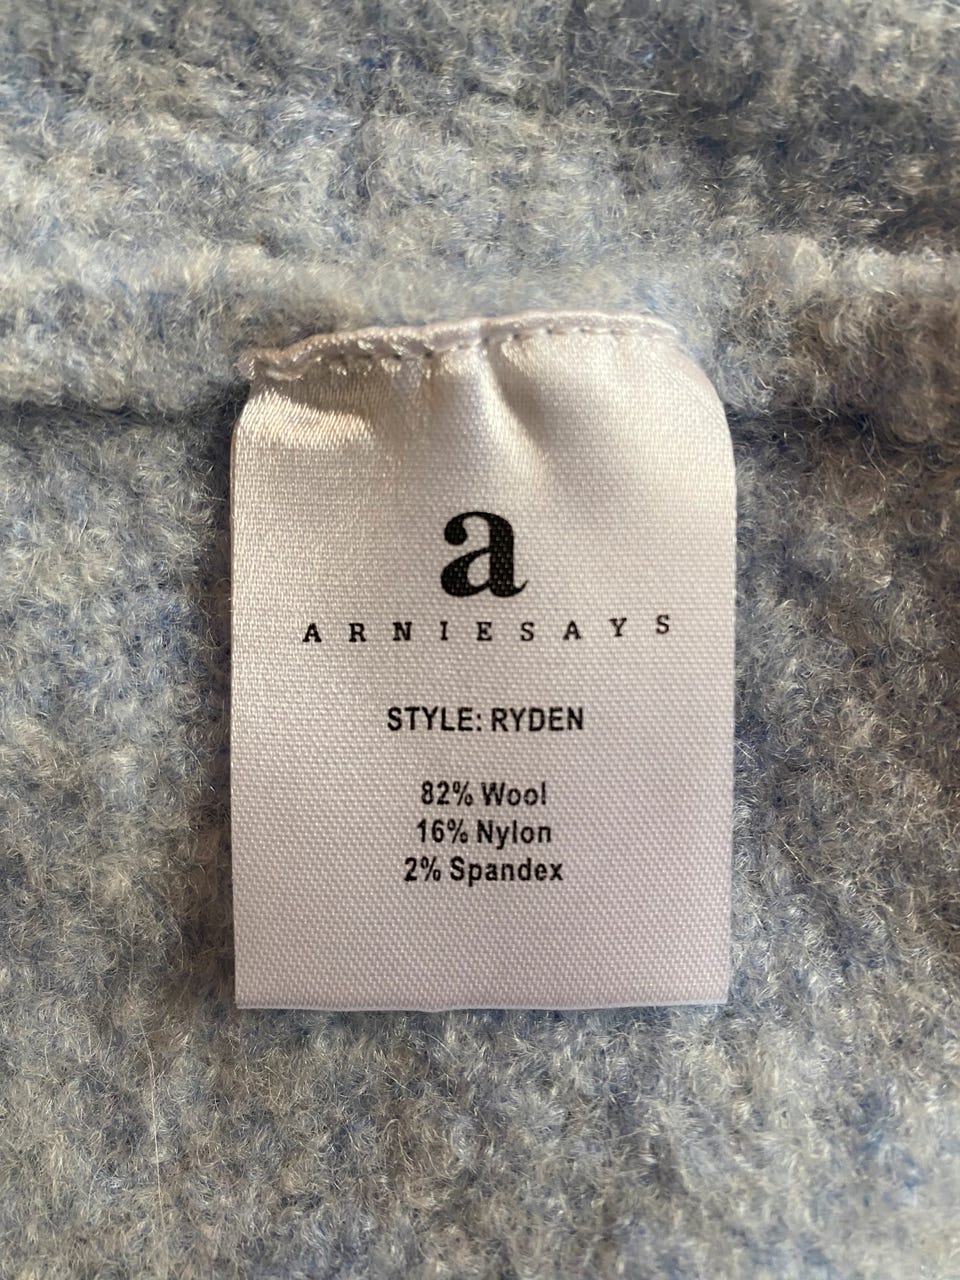 a
ARNIESAYS
STYLE: RYDEN
82% Wool
16% Nylon
2% Spandex